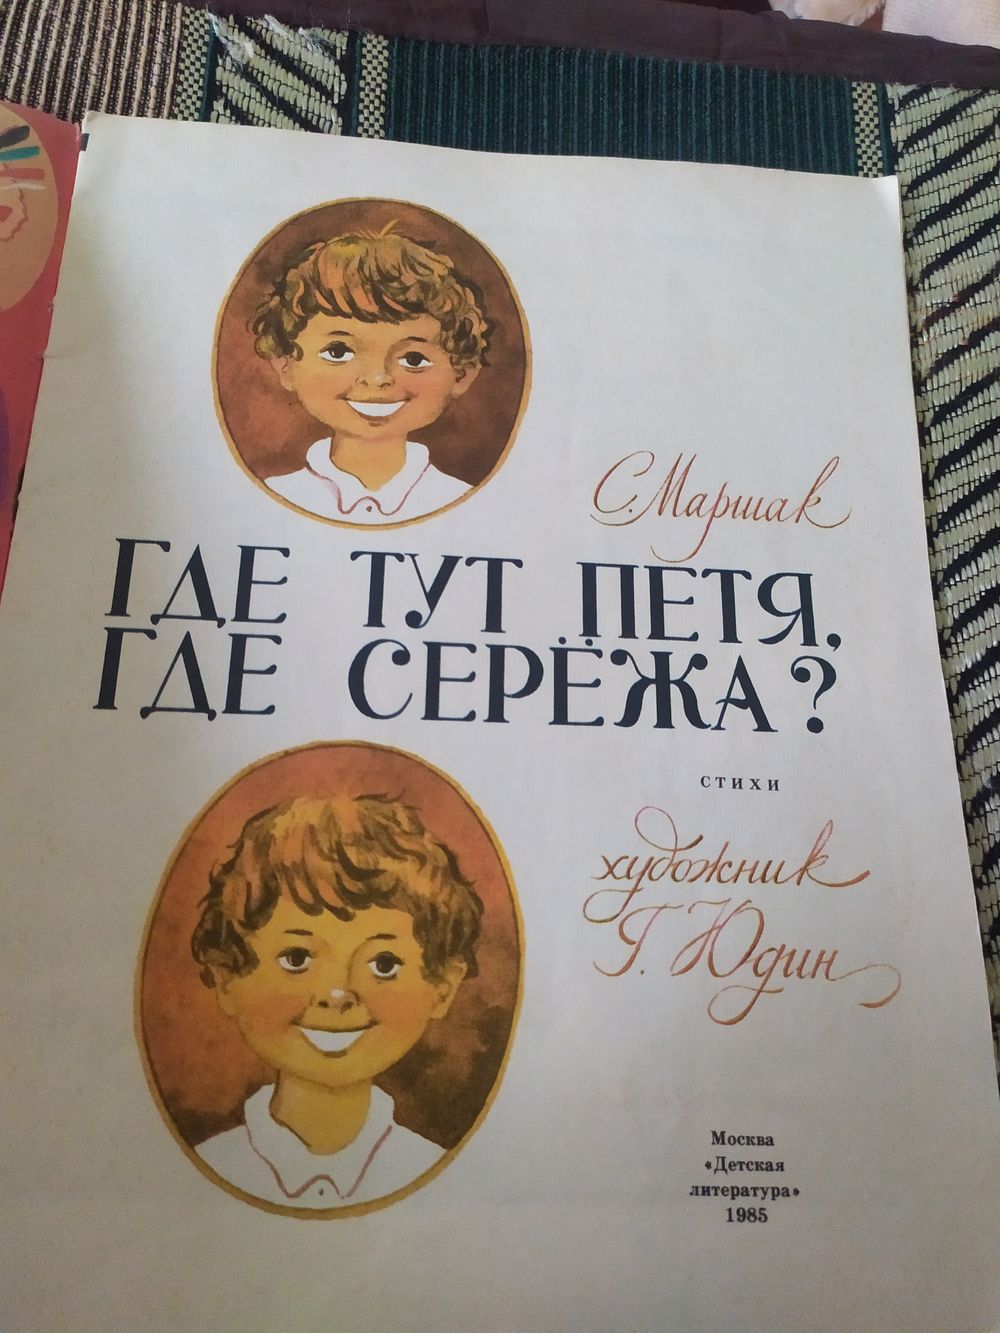 С. Маршак
ГДЕ ТУТ ПЕТЯ,
ГДЕ СЕРЁЖА?
СТИХИ
художник
Г. Юдин
Москва
«Детская
литература»
1985